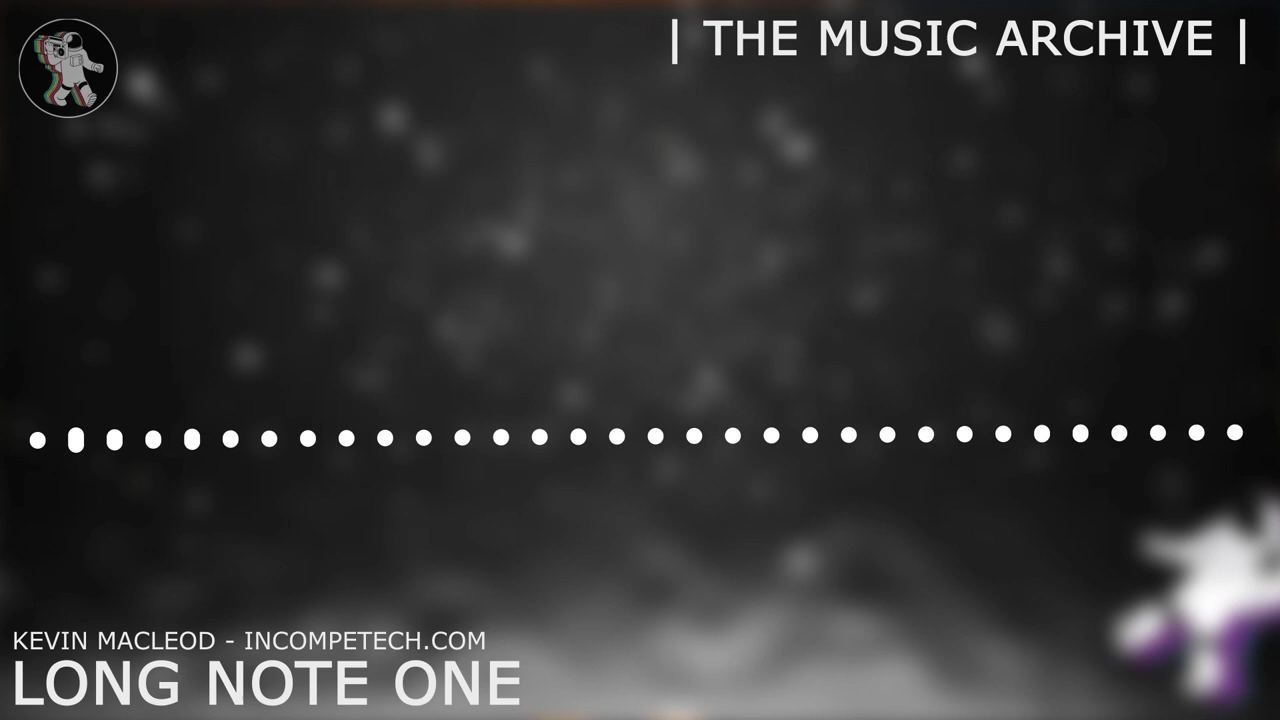 | THE MUSIC ARCHIVE |
KEVIN MACLEOD - INCOMPETECH.COM
LONG NOTE ONE